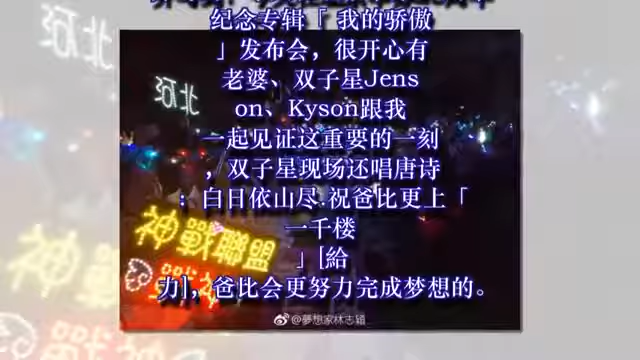 纪念专辑「 我的骄傲
」发布会，很开心有
老婆、双子星Jens
on、Kyson跟我
一起见证这重要的一刻
，双子星现场还唱唐诗
：白日依山尽.祝爸比更上「
一千楼
」[給
力]，爸比会更努力完成梦想的。
神戰聯盟
戰神
@夢想家林志穎